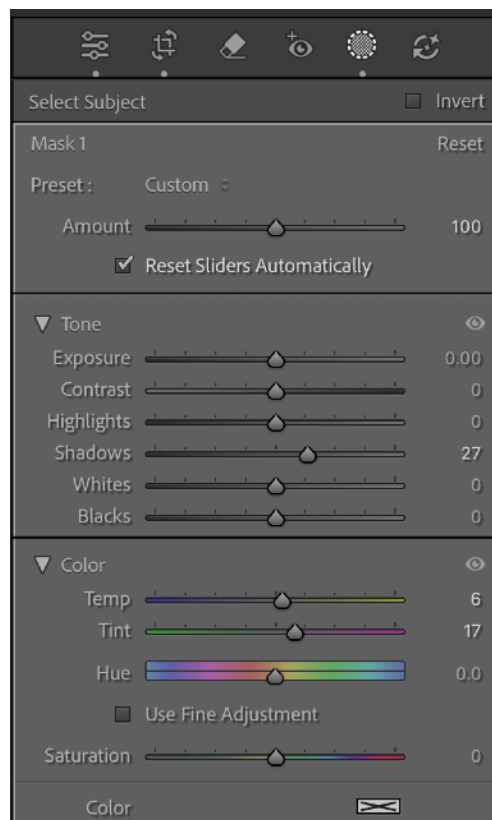 Select Subject Invert
Mask 1 Reset
Preset : Custom
Amount 100
Reset Sliders Automatically
Tone
Exposure 0.00
Contrast 0
Highlights 0
Shadows 27
Whites 0
Blacks 0
Color
Temp 6
Tint 17
Hue 0.0
Use Fine Adjustment
Saturation 0
Color